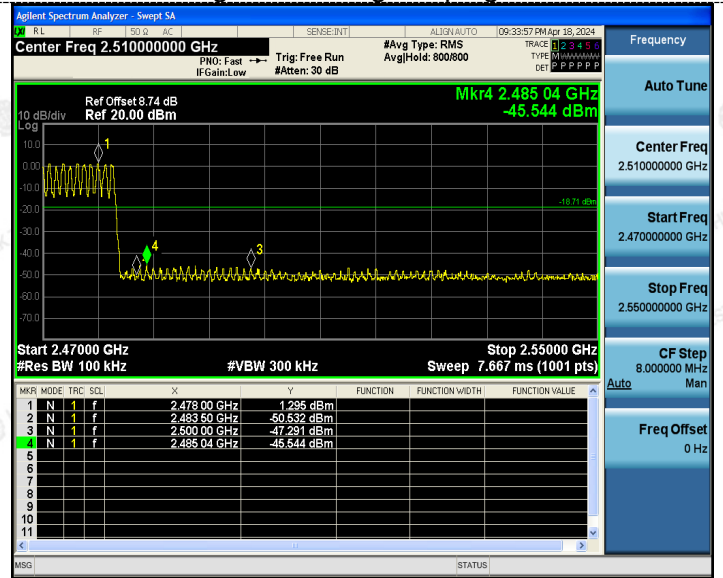 Agilent Spectrum Analyzer - Swept SA
LXI RL RF 50 Ω AC SENSE:INT ALIGN AUTO 09:33:57 PM Apr 18, 2024
Center Freq 2.510000000 GHz #Avg Type: RMS TRACE 1 2 3 4 5 6
PNO: Fast Trig: Free Run Avg|Hold: 800/800 TYPE M WWWWW
IFGain:Low #Atten: 30 dB DET P P P P P P
Mkr4 2.485 04 GHz
-45.544 dBm
Ref Offset 8.74 dB
10 dB/div Ref 20.00 dBm
Log
10.0
0.00
-10.0
-20.0
-30.0
-40.0
-50.0
-60.0
-70.0
1
4
3
-18.71 dBm
Start 2.47000 GHz Stop 2.55000 GHz
#Res BW 100 kHz #VBW 300 kHz Sweep 7.667 ms (1001 pts)
MKR MODE TRC SCL X Y FUNCTION FUNCTION WIDTH FUNCTION VALUE
1 N 1 f 2.478 00 GHz 1.295 dBm
2 N 1 f 2.483 50 GHz -50.532 dBm
3 N 1 f 2.500 00 GHz -47.291 dBm
4 N 1 f 2.485 04 GHz -45.544 dBm
5
6
7
8
9
10
11
MSG STATUS
Frequency
Auto Tune
Center Freq
2.510000000 GHz
Start Freq
2.470000000 GHz
Stop Freq
2.550000000 GHz
CF Step
8.000000 MHz
Auto Man
Freq Offset
0 Hz